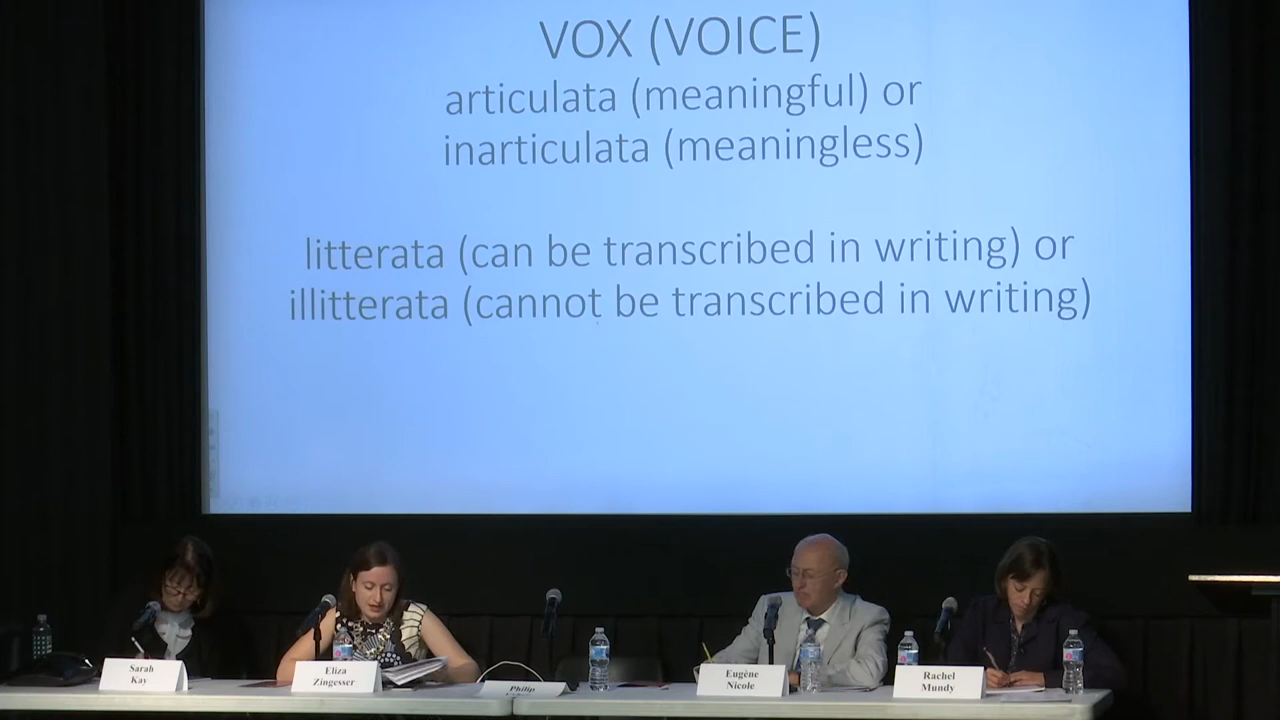 VOX (VOICE)
articulata (meaningful) or
inarticulata (meaningless)
litterata (can be transcribed in writing) or
illitterata (cannot be transcribed in writing)
Sarah
Kay
Eliza
Zingesser
Philip
Eugène
Nicole
Rachel
Mundy